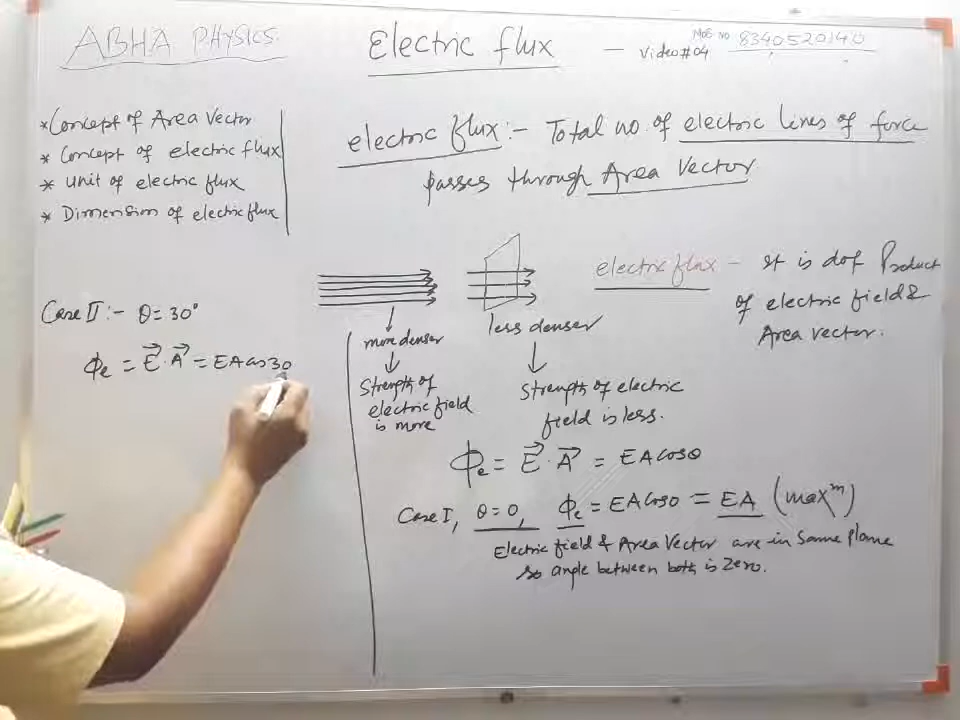 ABHA PHYSICS.
Electric flux
— Video#04
Mob. No 8340520140
*Concept of Area Vector
* Concept of electric flux
* Unit of electric flux
* Dimension of electric flux
electric flux:- Total no. of electric lines of force
passes through Area Vector
electric flux - It is dot Product
of electric field &
Area vector.
more denser
↓
Strength of
electric field
is more
less denser
↓
Strength of electric
field is less.
Φe = E⃗ · A⃗ = EA Cosθ
Case I, θ = 0, Φe = EA Cos0 = EA (maxᵐ)
Electric field & Area Vector are in Same plane
so angle between both is Zero.
Case II :- θ = 30°
Φe = E⃗ · A⃗ = EA cos30